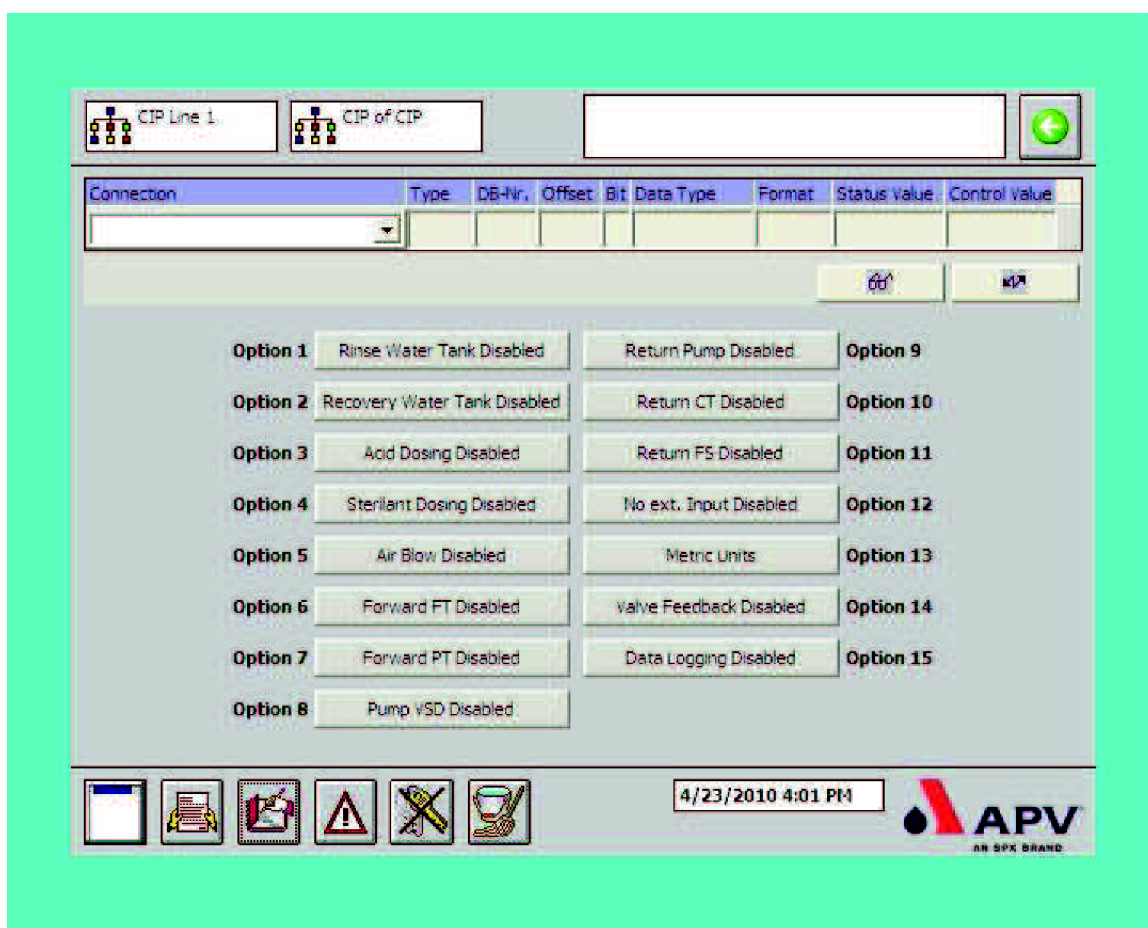 CIP Line 1 CIP of CIP
Connection Type DB-Nr. Offset Bit Data Type Format Status Value Control Value
Option 1 Rinse Water Tank Disabled Return Pump Disabled Option 9
Option 2 Recovery Water Tank Disabled Return CT Disabled Option 10
Option 3 Acid Dosing Disabled Return FS Disabled Option 11
Option 4 Sterilant Dosing Disabled No ext. Input Disabled Option 12
Option 5 Air Blow Disabled Metric Units Option 13
Option 6 Forward FT Disabled Valve Feedback Disabled Option 14
Option 7 Forward PT Disabled Data Logging Disabled Option 15
Option 8 Pump VSD Disabled
4/23/2010 4:01 PM
APV
AN SPX BRAND